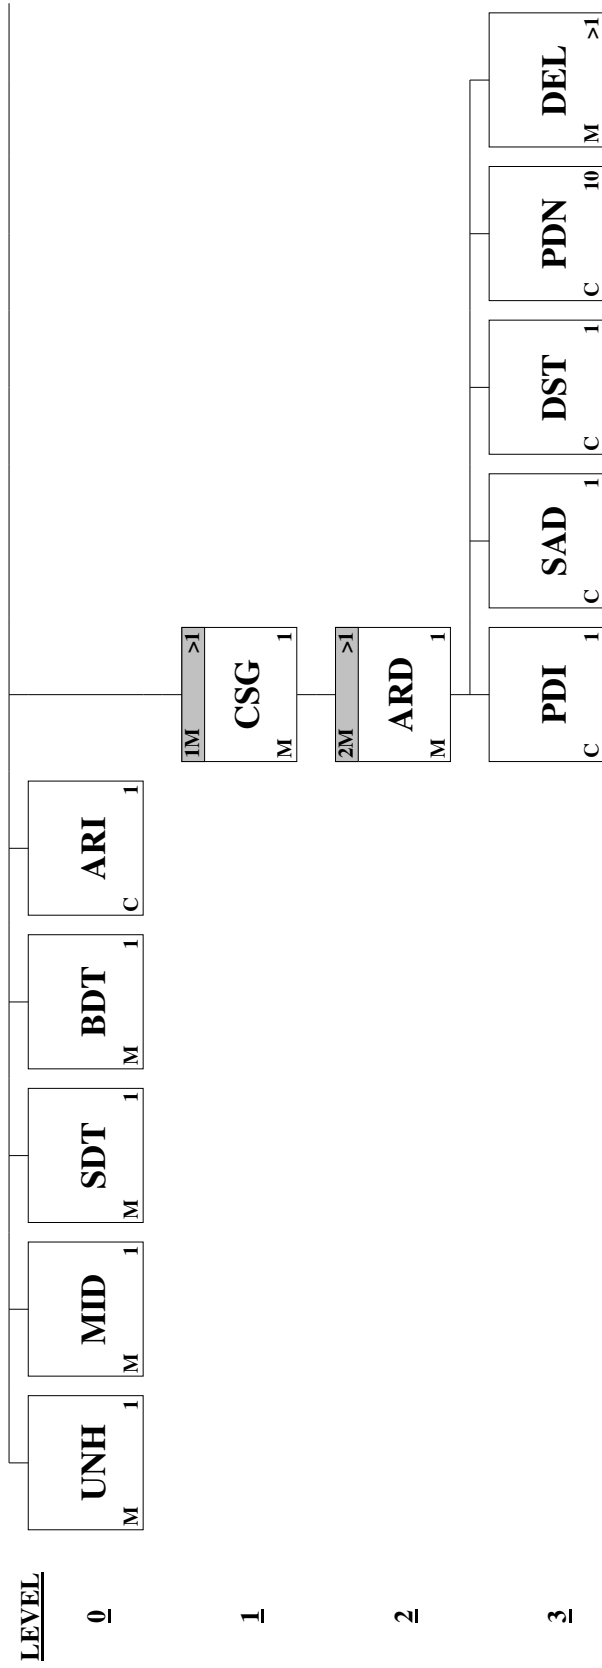 LEVEL
0
UNH
M 1
MID
M 1
SDT
M 1
BDT
M 1
ARI
C 1
1
1M >1
CSG
M 1
2
2M >1
ARD
M 1
3
PDI
C 1
SAD
C 1
DST
C 1
PDN
C 10
DEL
M >1